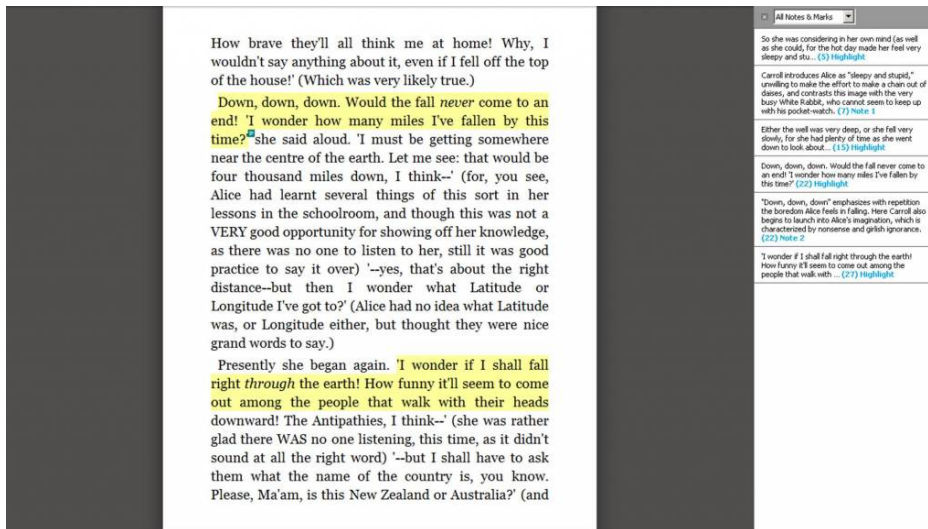 How brave they'll all think me at home! Why, I
wouldn't say anything about it, even if I fell off the top
of the house!' (Which was very likely true.)
Down, down, down. Would the fall never come to an
end! 'I wonder how many miles I've fallen by this
time?' she said aloud. 'I must be getting somewhere
near the centre of the earth. Let me see: that would be
four thousand miles down, I think--' (for, you see,
Alice had learnt several things of this sort in her
lessons in the schoolroom, and though this was not a
VERY good opportunity for showing off her knowledge,
as there was no one to listen to her, still it was good
practice to say it over) '--yes, that's about the right
distance--but then I wonder what Latitude or
Longitude I've got to?' (Alice had no idea what Latitude
was, or Longitude either, but thought they were nice
grand words to say.)
Presently she began again. 'I wonder if I shall fall
right through the earth! How funny it'll seem to come
out among the people that walk with their heads
downward! The Antipathies, I think--' (she was rather
glad there WAS no one listening, this time, as it didn't
sound at all the right word) '--but I shall have to ask
them what the name of the country is, you know.
Please, Ma'am, is this New Zealand or Australia?' (and
All Notes & Marks
So she was considering in her own mind (as well
as she could, for the hot day made her feel very
sleepy and stu... (5) Highlight
Carroll introduces Alice as "sleepy and stupid,"
unwilling to make the effort to make a chain out of
daises, and contrasts this image with the very
busy White Rabbit, who cannot seem to keep up
with his pocket-watch. (7) Note 1
Either the well was very deep, or she fell very
slowly, for she had plenty of time as she went
down to look about... (15) Highlight
Down, down, down. Would the fall never come to
an end! 'I wonder how many miles I've fallen by
this time?' (22) Highlight
"Down, down, down" emphasizes with repetition
the boredom Alice feels in falling. Here Carroll also
begins to launch into Alice's imagination, which is
characterized by nonsense and girlish ignorance.
(22) Note 2
'I wonder if I shall fall right through the earth!
How funny it'll seem to come out among the
people that walk with ... (27) Highlight